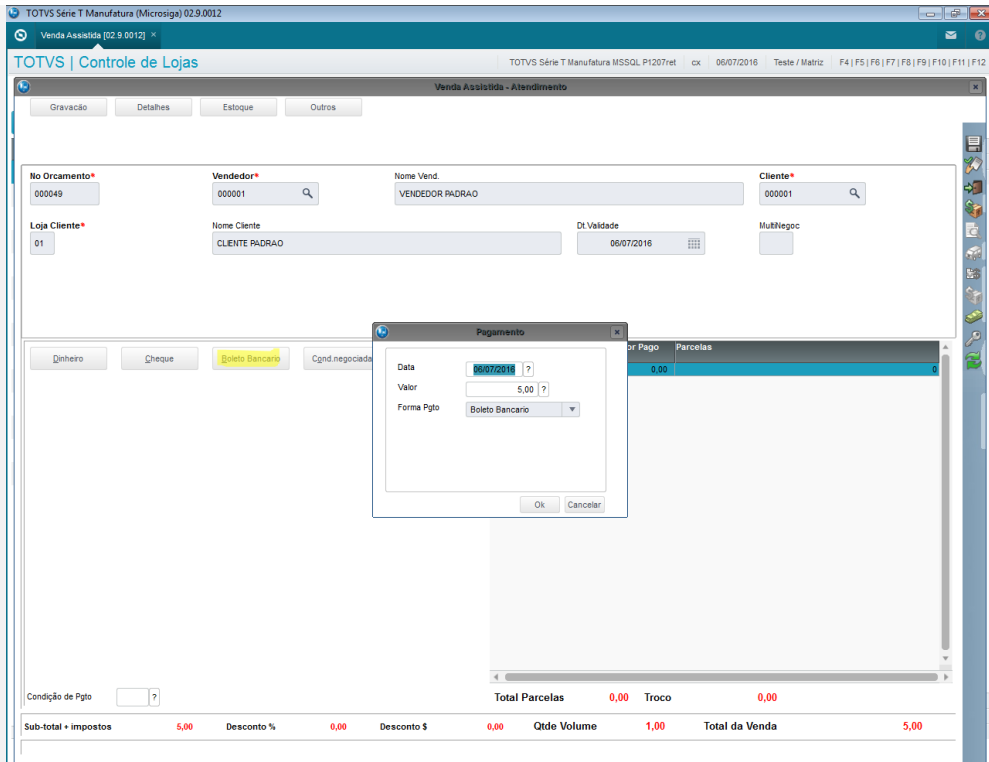 TOTVS Série T Manufatura (Microsiga) 02.9.0012
Venda Assistida [02.9.0012] ×
TOTVS | Controle de Lojas
TOTVS Série T Manufatura MSSQL P1207ret cx 06/07/2016 Teste / Matriz F4 | F5 | F6 | F7 | F8 | F9 | F10 | F11 | F12
Venda Assistida - Atendimento
Gravacão Detalhes Estoque Outros
No Orcamento* Vendedor* Nome Vend. Cliente*
000049 000001 VENDEDOR PADRAO 000001
Loja Cliente* Nome Cliente Dt.Validade MultiNegoc
01 CLIENTE PADRAO 06/07/2016
Dinheiro Cheque Boleto Bancario Cond.negociada
or Pago Parcelas
0,00 0
Pagamento
Data 06/07/2016 ?
Valor 5,00 ?
Forma Pgto Boleto Bancario
Ok Cancelar
Condição de Pgto ?
Total Parcelas 0,00 Troco 0,00
Sub-total + impostos 5,00 Desconto % 0,00 Desconto $ 0,00 Qtde Volume 1,00 Total da Venda 5,00